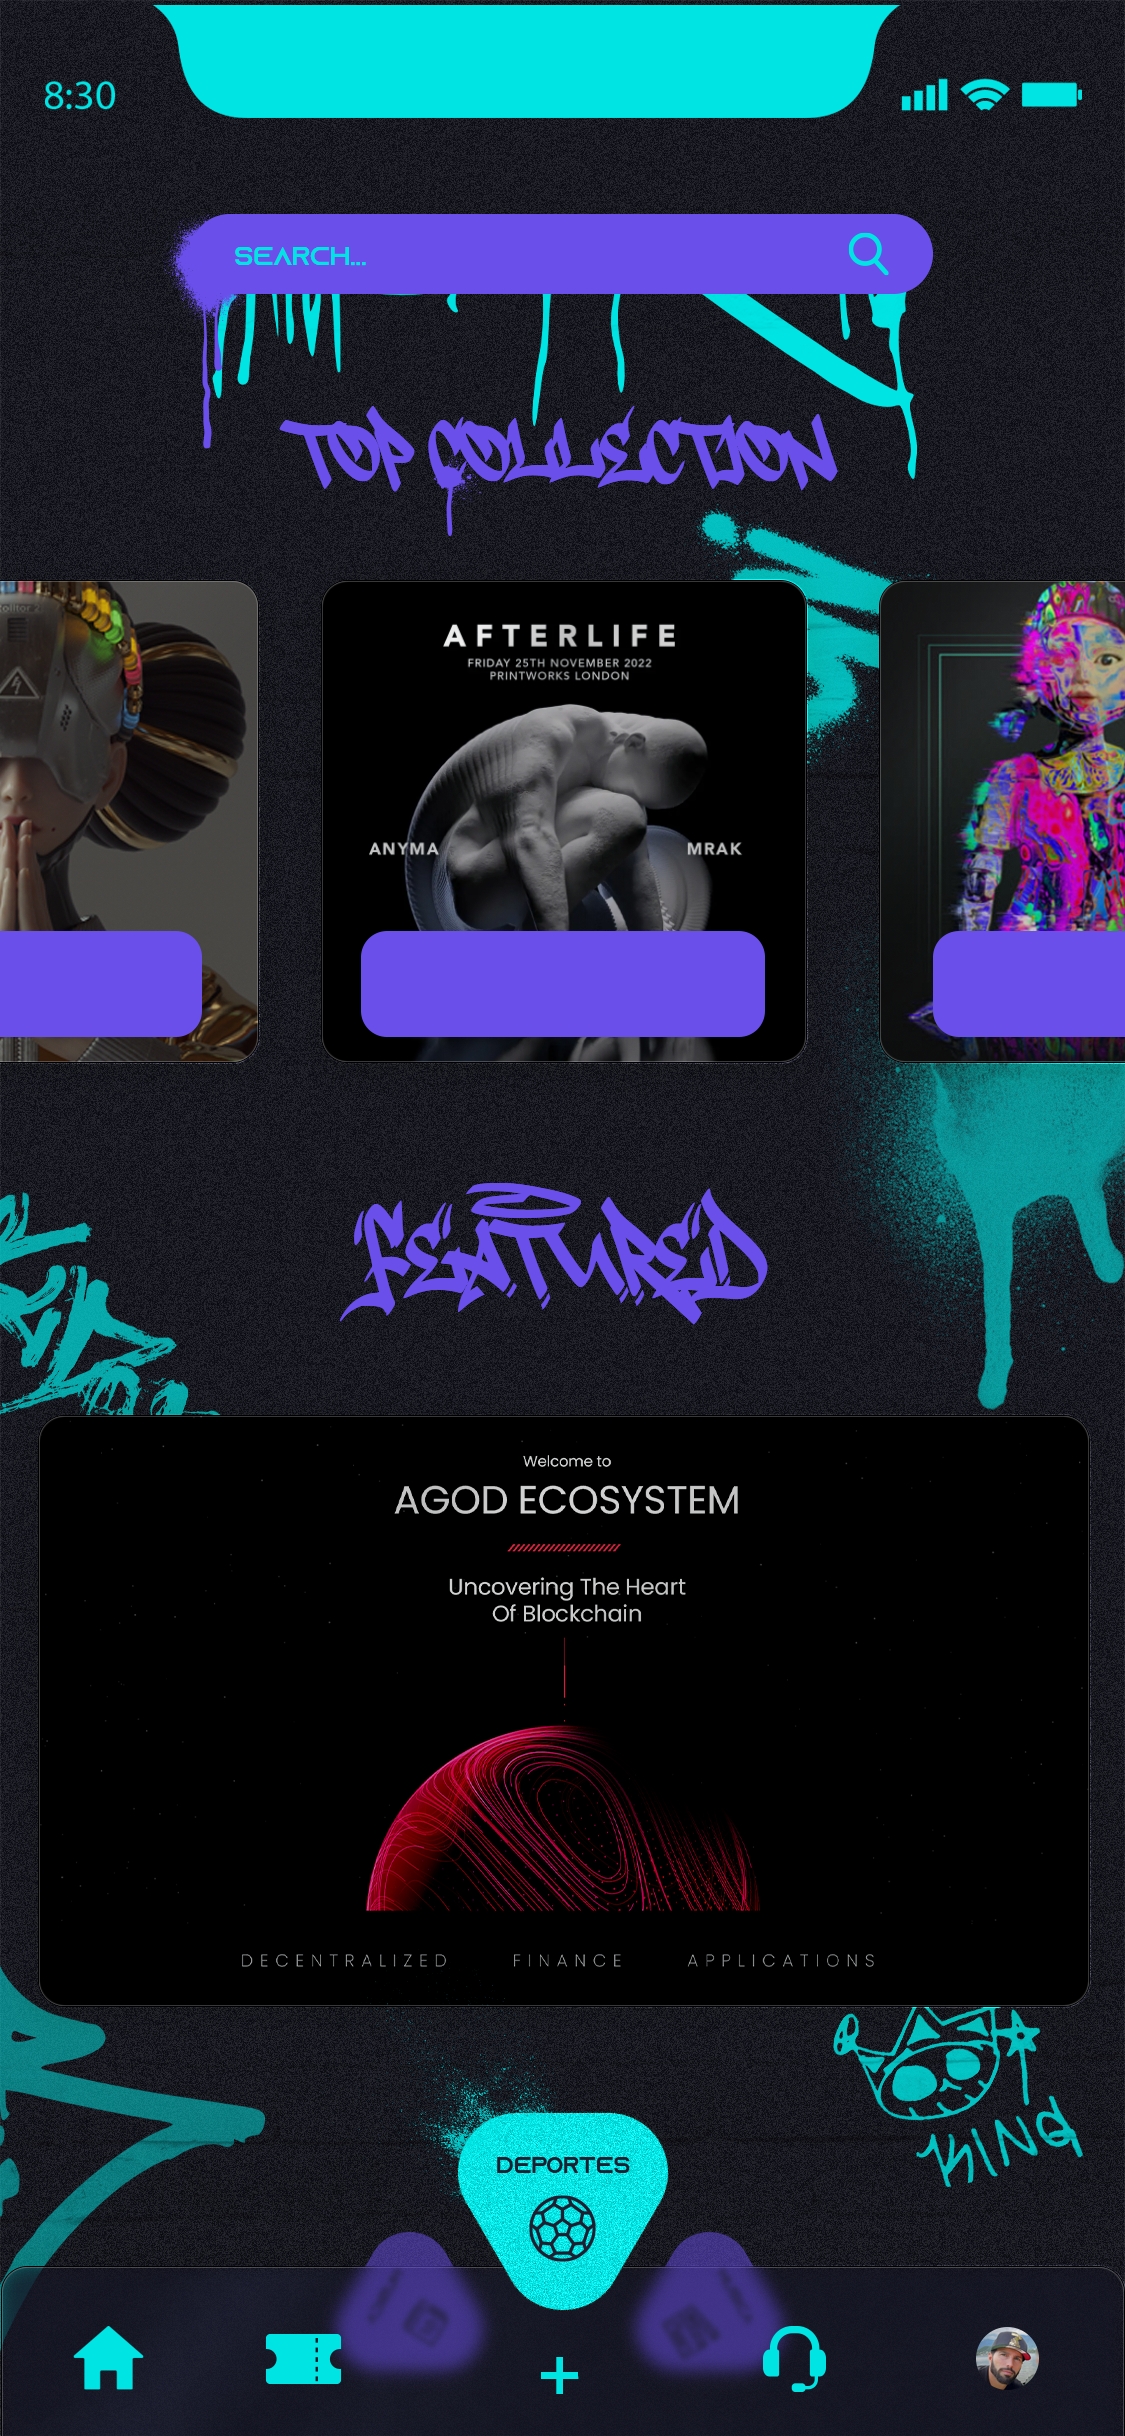 8:30
SEARCH...
TOP COLLECTION
AFTERLIFE
FRIDAY 25TH NOVEMBER 2022
PRINTWORKS LONDON
ANYMA
MRAK
FEATURED
Welcome to
AGOD ECOSYSTEM
Uncovering The Heart
Of Blockchain
DECENTRALIZED FINANCE APPLICATIONS
KING
DEPORTES